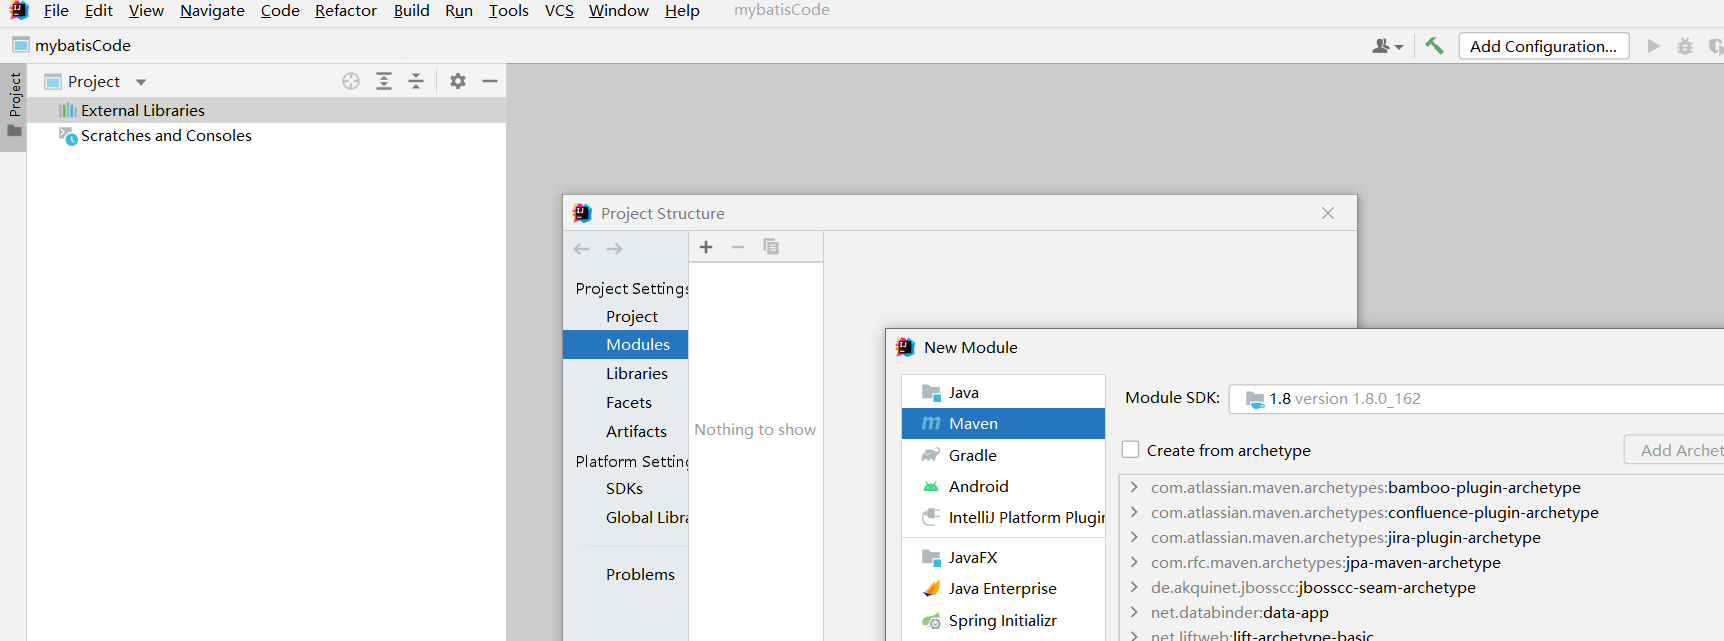 File Edit View Navigate Code Refactor Build Run Tools VCS Window Help mybatisCode
mybatisCode
Add Configuration...
Project
Project
External Libraries
Scratches and Consoles
Project Structure
Project Settings
Project
Modules
Libraries
Facets
Artifacts
Platform Setting
SDKs
Global Libra
Problems
Nothing to show
New Module
Java
Maven
Gradle
Android
IntelliJ Platform Plugin
JavaFX
Java Enterprise
Spring Initializr
Module SDK: 1.8 version 1.8.0_162
Create from archetype
Add Archet
com.atlassian.maven.archetypes:bamboo-plugin-archetype
com.atlassian.maven.archetypes:confluence-plugin-archetype
com.atlassian.maven.archetypes:jira-plugin-archetype
com.rfc.maven.archetypes:jpa-maven-archetype
de.akquinet.jbosscc:jbosscc-seam-archetype
net.databinder:data-app
net.liftweb:lift-archetype-basic